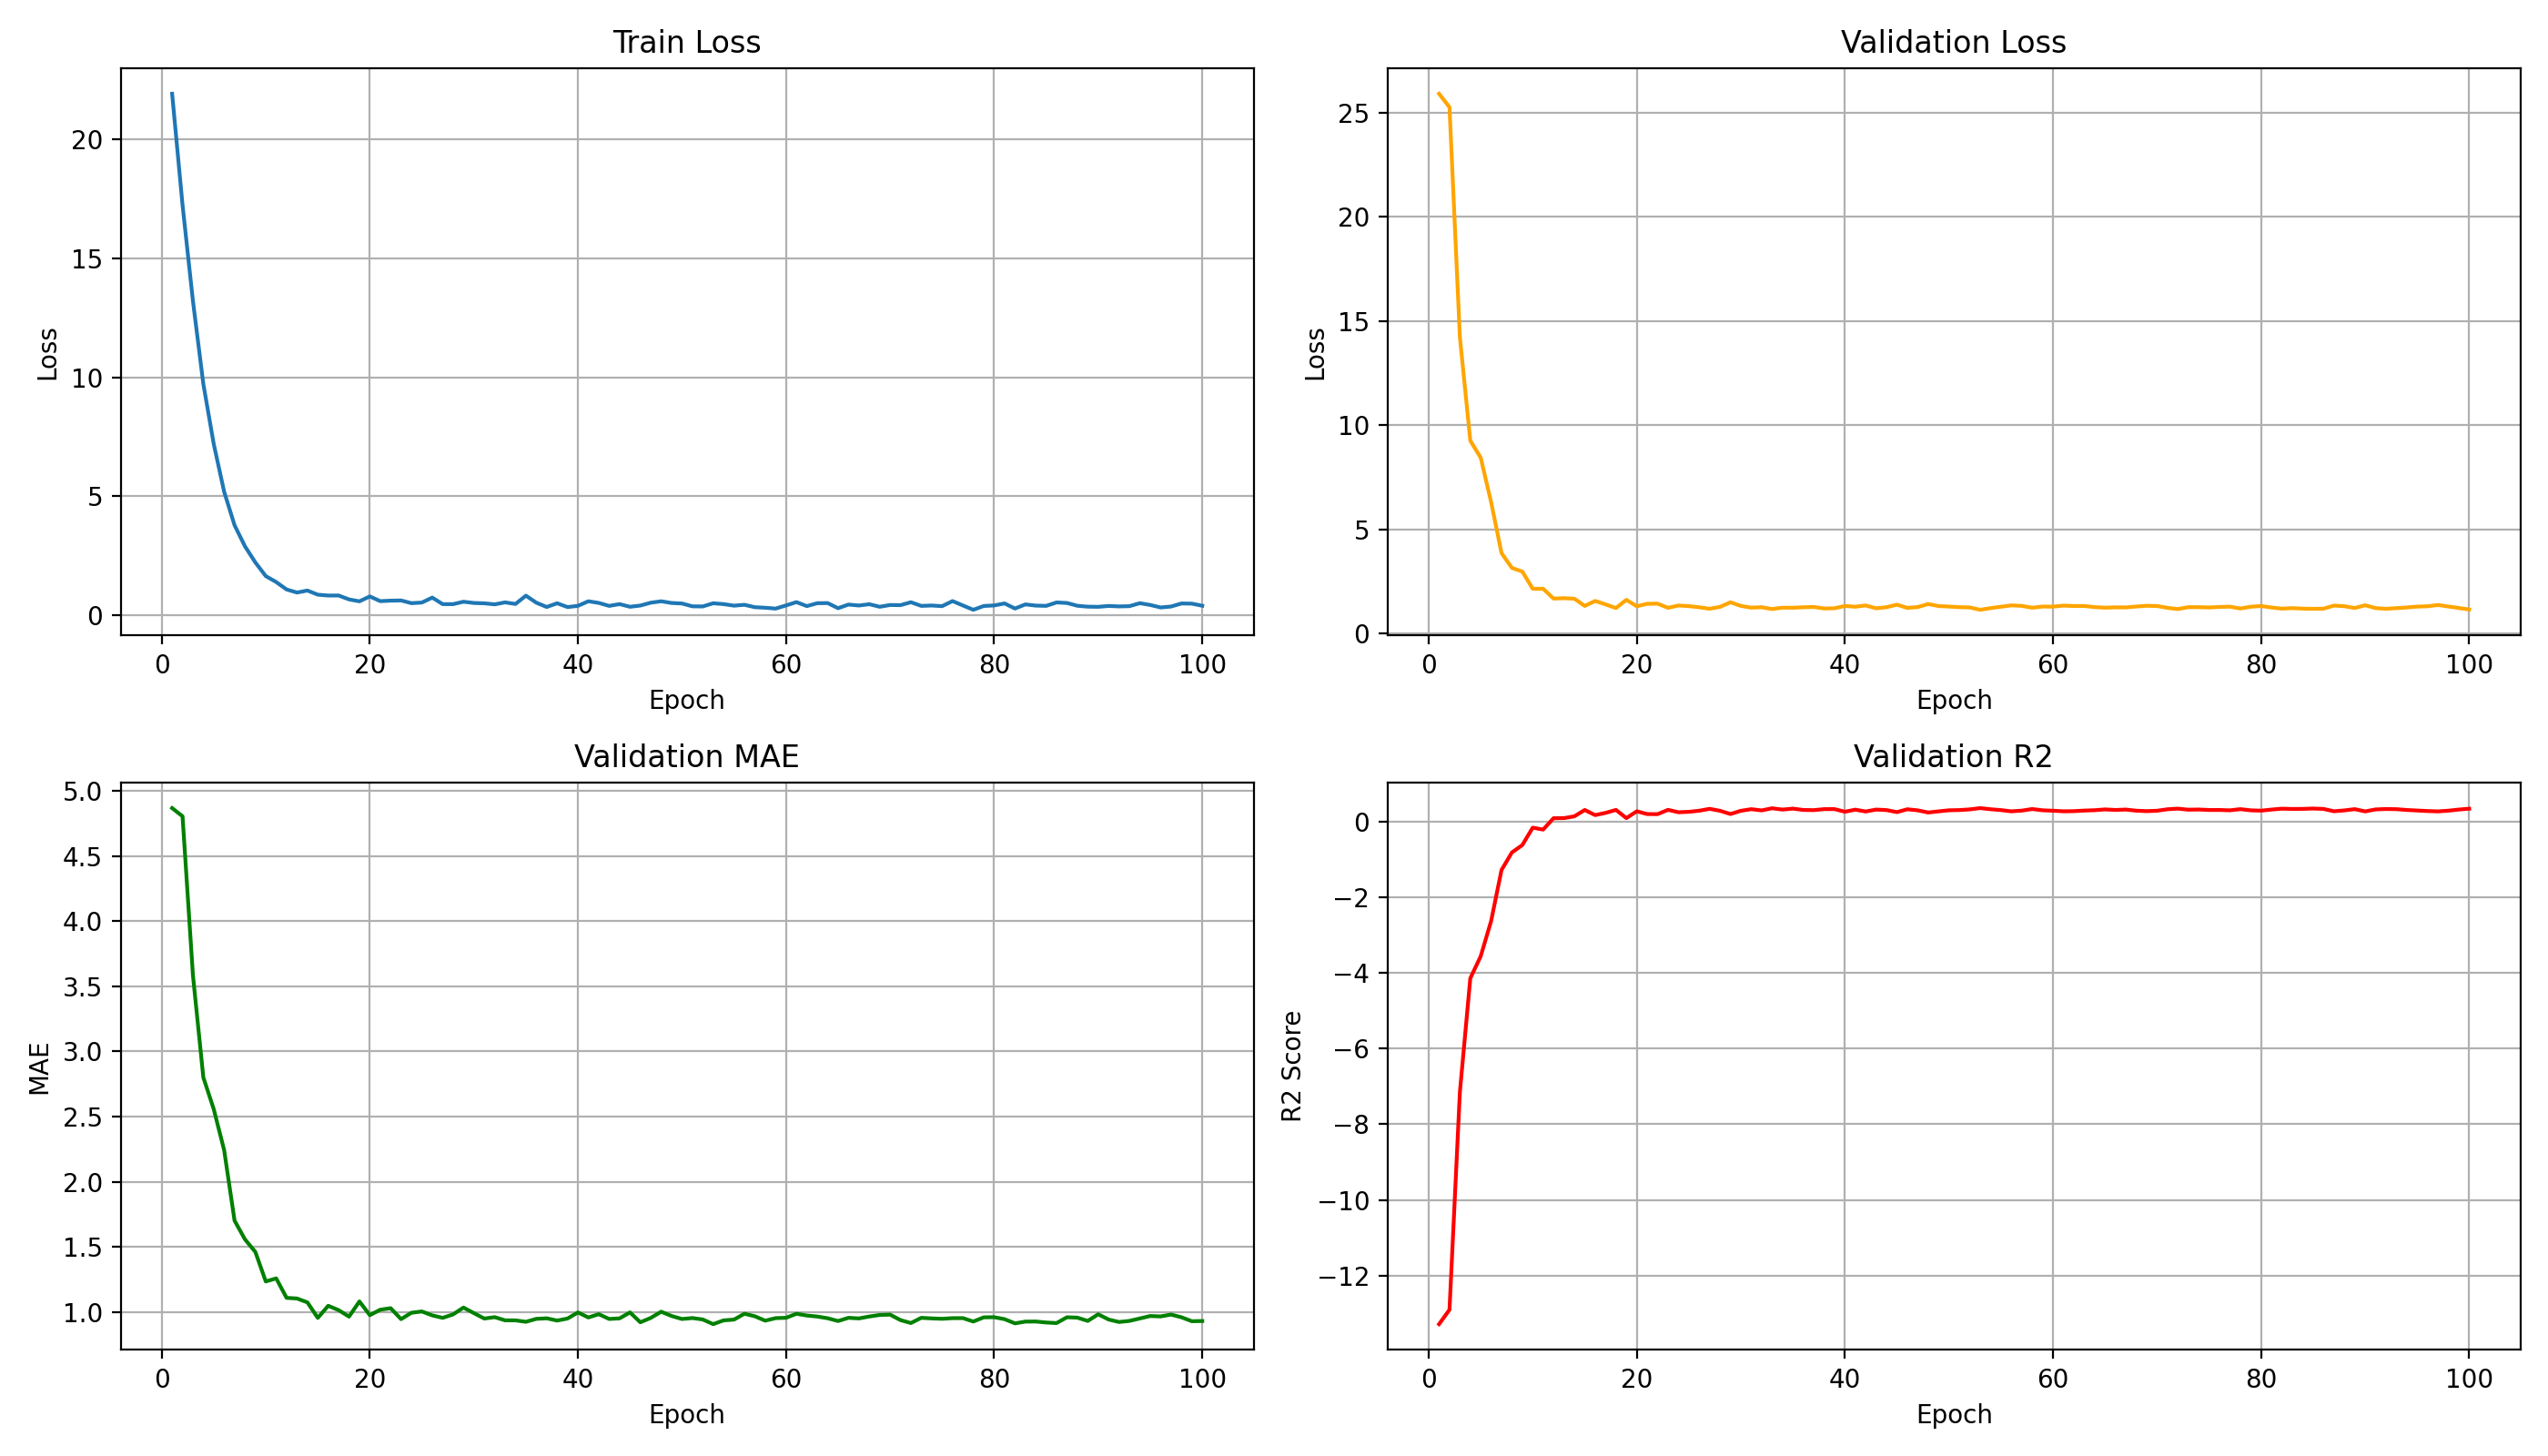 Train Loss
Loss
20
15
10
5
0
0 20 40 60 80 100
Epoch
Validation Loss
Loss
25
20
15
10
5
0
0 20 40 60 80 100
Epoch
Validation MAE
MAE
5.0
4.5
4.0
3.5
3.0
2.5
2.0
1.5
1.0
0 20 40 60 80 100
Epoch
Validation R2
R2 Score
0
−2
−4
−6
−8
−10
−12
0 20 40 60 80 100
Epoch